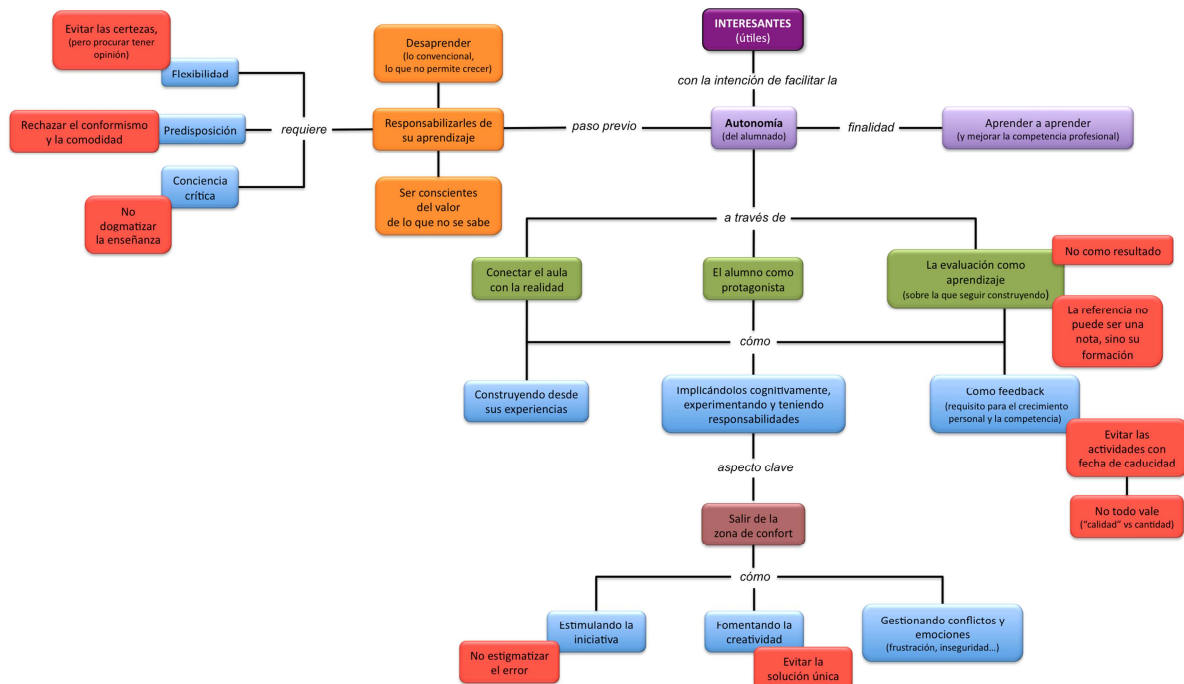 INTERESANTES
(útiles)
con la intención de facilitar la
Evitar las certezas,
(pero procurar tener
opinión)
Flexibilidad
Rechazar el conformismo
y la comodidad
Predisposición
Conciencia
crítica
No
dogmatizar
la enseñanza
requiere
Desaprender
(lo convencional,
lo que no permite crecer)
Responsabilizarles de
su aprendizaje
Ser conscientes
del valor
de lo que no se sabe
paso previo
Autonomía
(del alumnado)
finalidad
Aprender a aprender
(y mejorar la competencia profesional)
a través de
Conectar el aula
con la realidad
El alumno como
protagonista
La evaluación como
aprendizaje
(sobre la que seguir construyendo)
No como resultado
La referencia no
puede ser una
nota, sino su
formación
cómo
Construyendo desde
sus experiencias
Implicándolos cognitivamente,
experimentando y teniendo
responsabilidades
Como feedback
(requisito para el crecimiento
personal y la competencia)
Evitar las
actividades con
fecha de caducidad
No todo vale
("calidad" vs cantidad)
aspecto clave
Salir de la
zona de confort
cómo
Estimulando la
iniciativa
No estigmatizar
el error
Fomentando la
creatividad
Evitar la
solución única
Gestionando conflictos y
emociones
(frustración, inseguridad...)